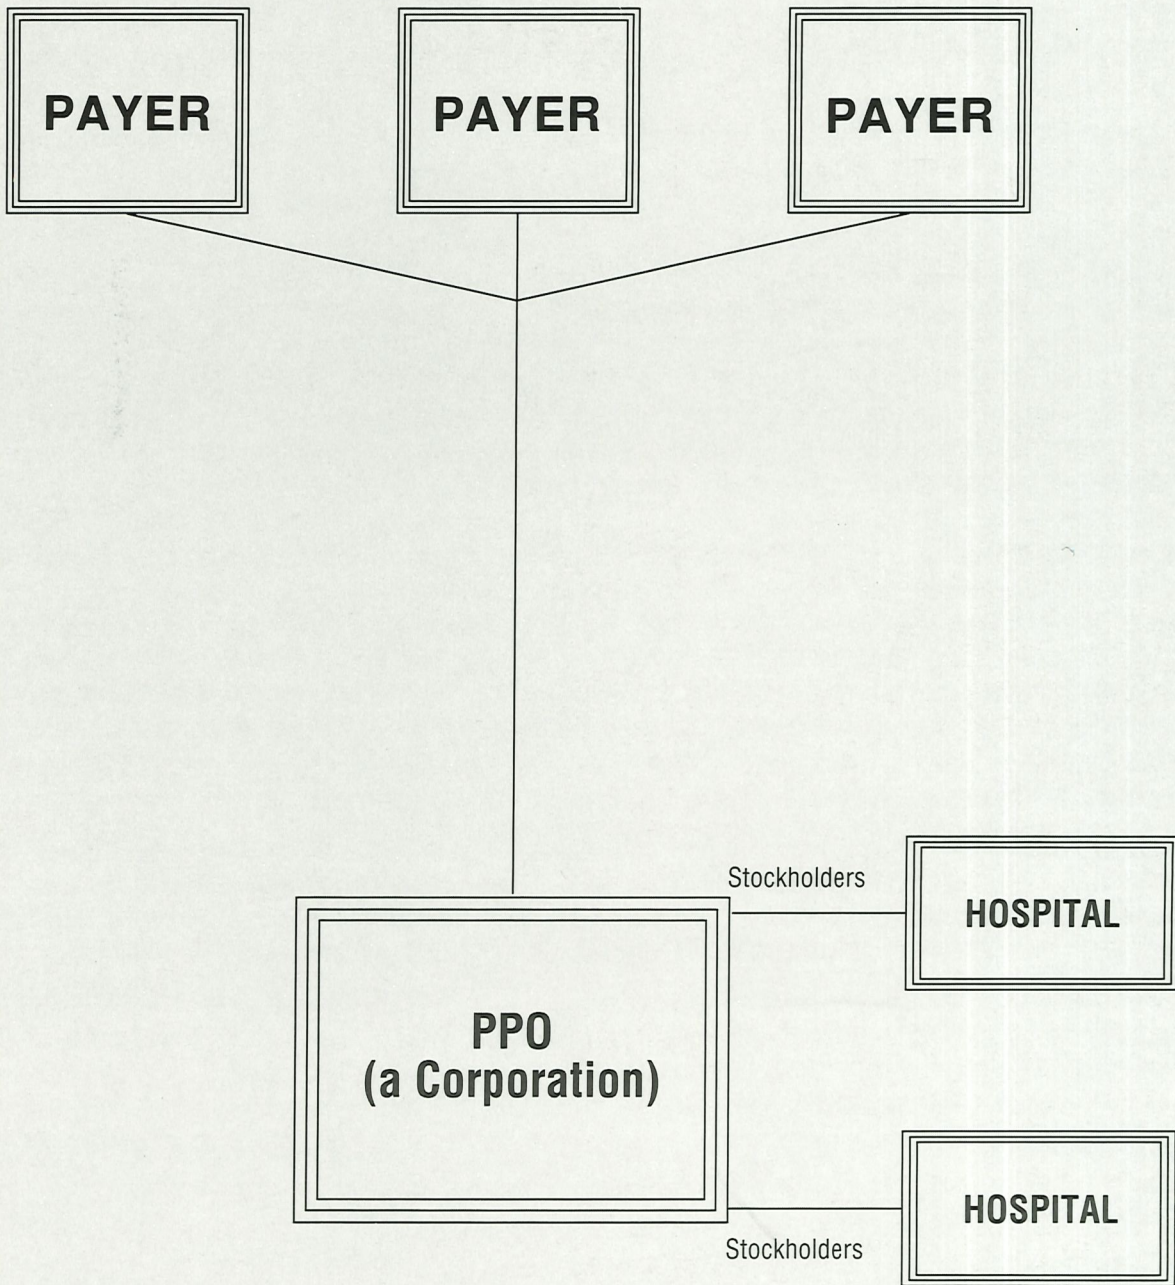 PAYER
PAYER
PAYER
Stockholders
HOSPITAL
PPO
(a Corporation)
HOSPITAL
Stockholders